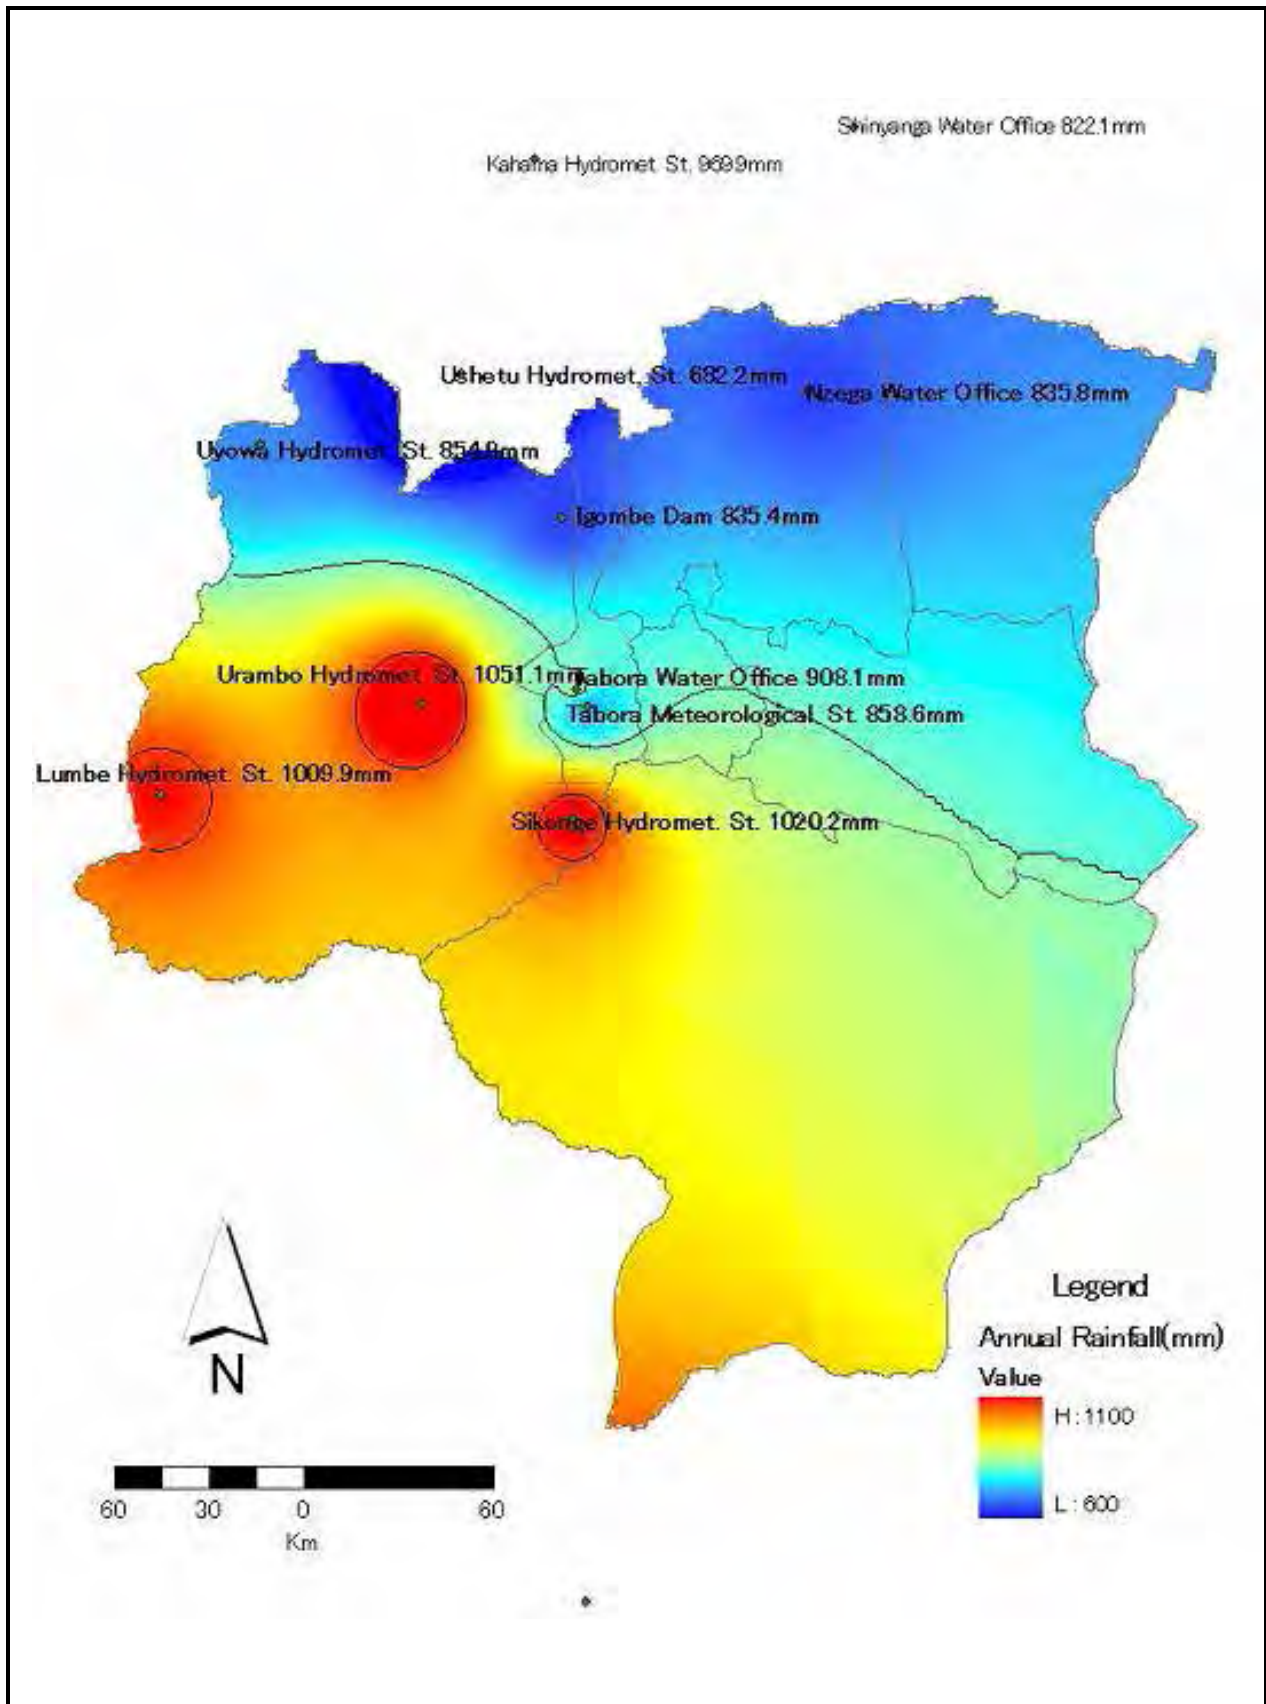 Shinyanga Water Office 822.1mm
Kahama Hydromet. St. 969.9mm
Ushetu Hydromet. St. 682.2mm
Nzega Water Office 835.8mm
Uyowa Hydromet. St. 854.9mm
Igombe Dam 835.4mm
Urambo Hydromet. St. 1051.1mm
Tabora Water Office 908.1mm
Tabora Meteorological. St. 858.6mm
Lumbe Hydromet. St. 1009.9mm
Sikonge Hydromet. St. 1020.2mm
Legend
Annual Rainfall(mm)
Value
H : 1100
L : 600
N
60 30 0 60
Km